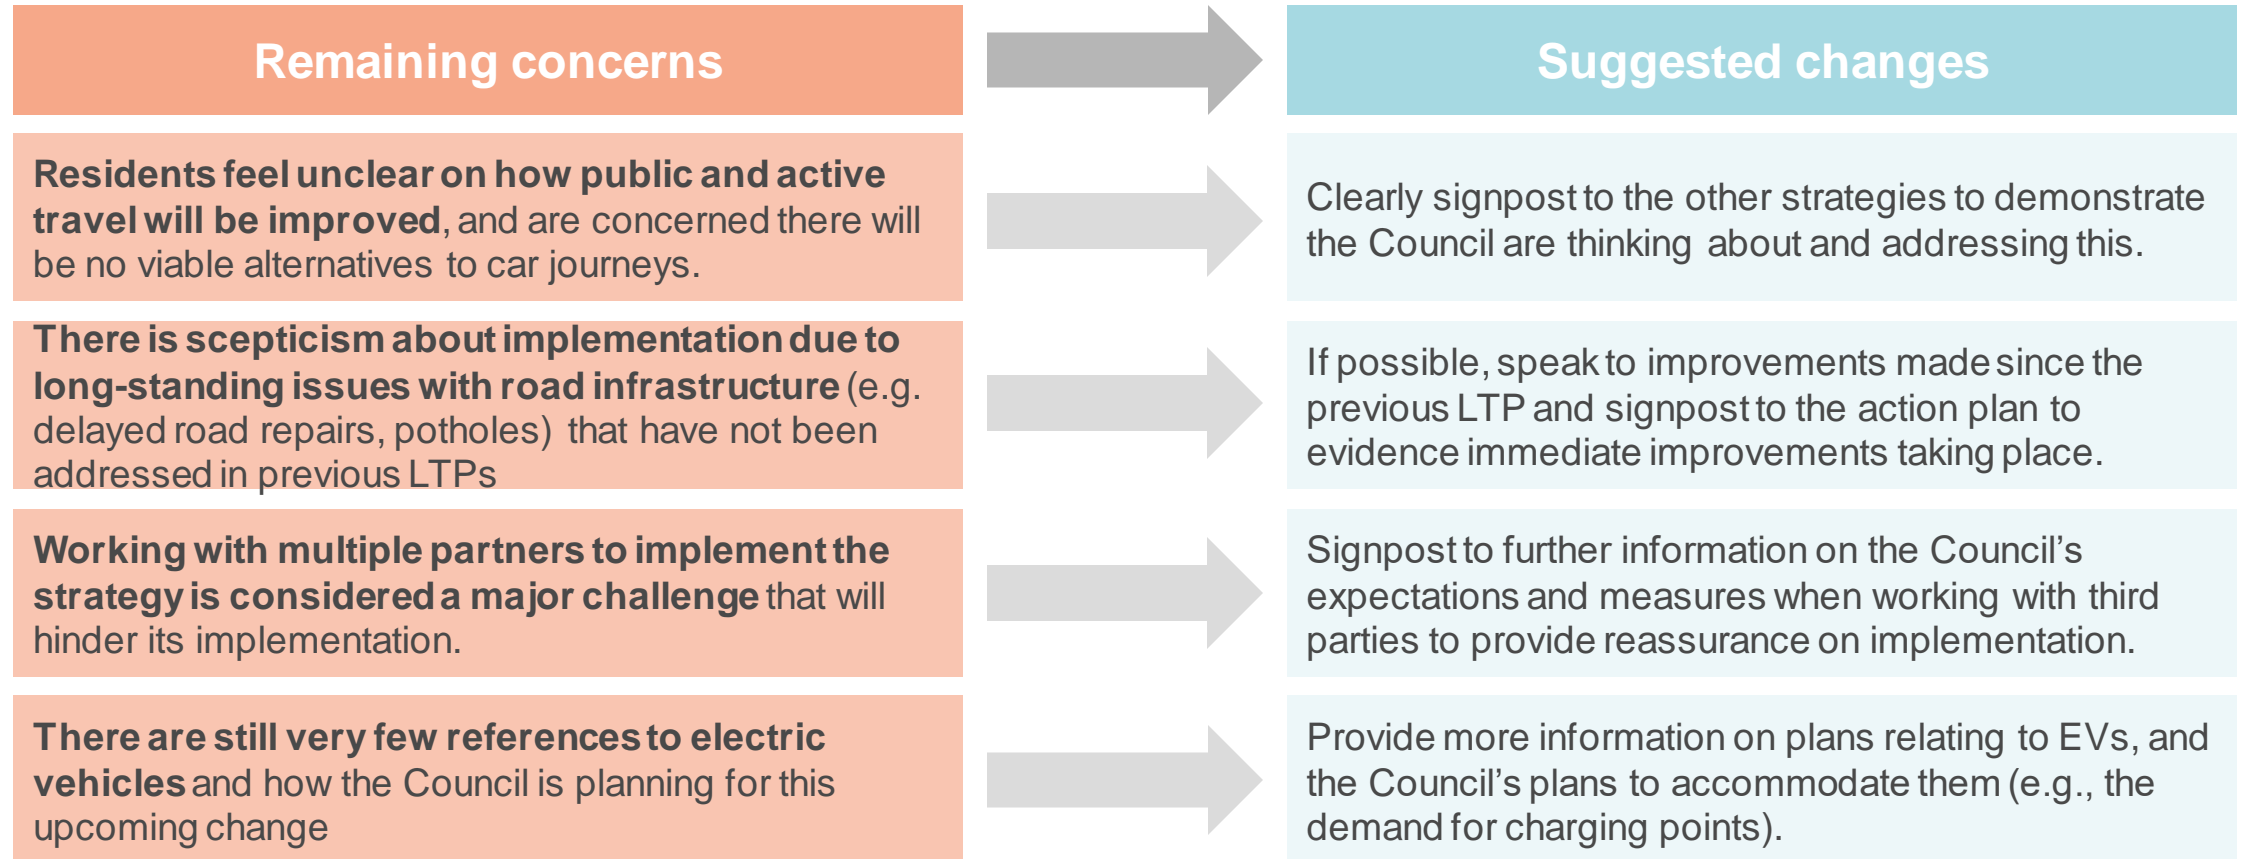 Remaining concerns
Suggested changes
Residents feel unclear on how public and active
travel will be improved, and are concerned there will
be no viable alternatives to car journeys.
Clearly signpost to the other strategies to demonstrate
the Council are thinking about and addressing this.
There is scepticism about implementation due to
long-standing issues with road infrastructure (e.g.
delayed road repairs, potholes) that have not been
addressed in previous LTPs
If possible, speak to improvements made since the
previous LTP and signpost to the action plan to
evidence immediate improvements taking place.
Working with multiple partners to implement the
strategy is considered a major challenge that will
hinder its implementation.
Signpost to further information on the Council’s
expectations and measures when working with third
parties to provide reassurance on implementation.
There are still very few references to electric
vehicles and how the Council is planning for this
upcoming change
Provide more information on plans relating to EVs, and
the Council’s plans to accommodate them (e.g., the
demand for charging points).